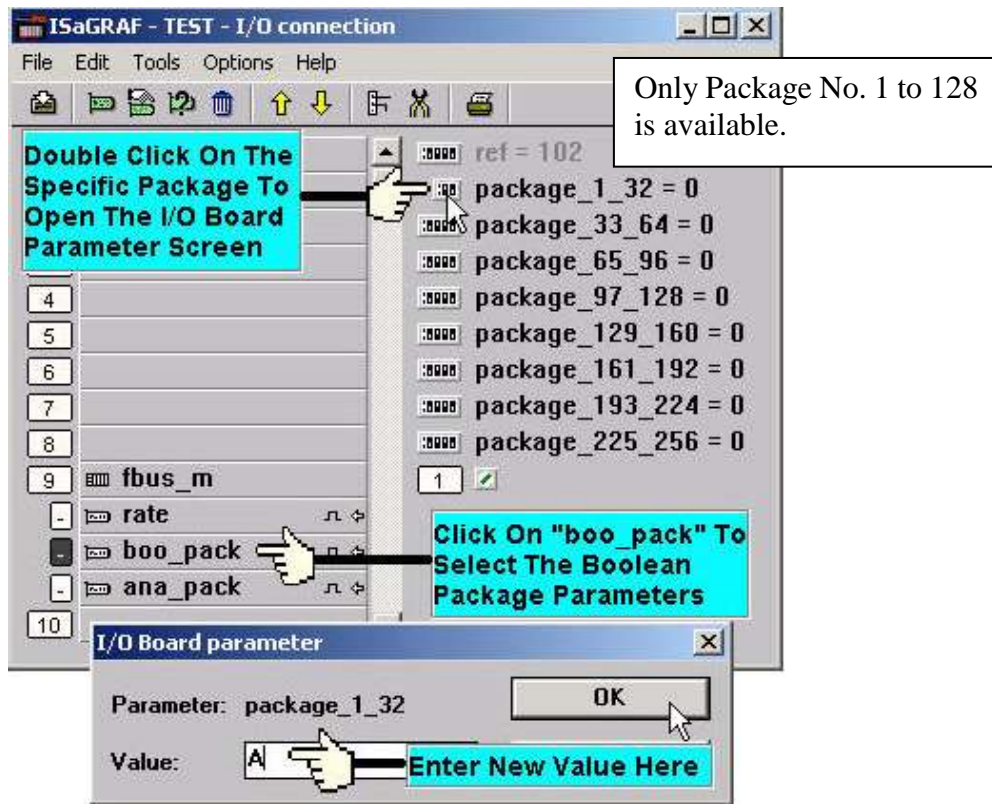 ISaGRAF - TEST - I/O connection
File Edit Tools Options Help
Only Package No. 1 to 128
is available.
Double Click On The
Specific Package To
Open The I/O Board
Parameter Screen
ref = 102
package_1_32 = 0
package_33_64 = 0
package_65_96 = 0
package_97_128 = 0
package_129_160 = 0
package_161_192 = 0
package_193_224 = 0
package_225_256 = 0
1
4
5
6
7
8
9 fbus_m
- rate
- boo_pack
- ana_pack
10
Click On "boo_pack" To
Select The Boolean
Package Parameters
I/O Board parameter
Parameter: package_1_32
OK
Value: A
Enter New Value Here